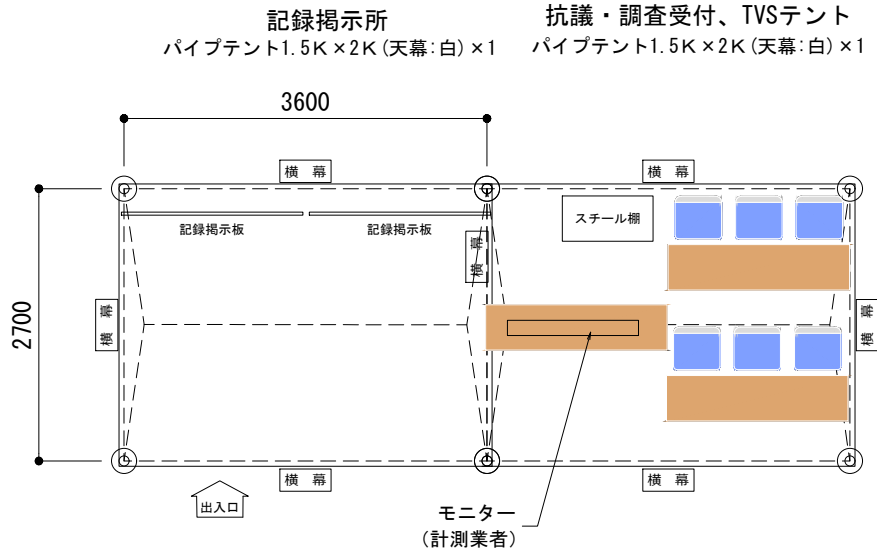 記録掲示所
パイプテント1.5K×2K(天幕:白)×1
抗議・調査受付、TVSテント
パイプテント1.5K×2K(天幕:白)×1
3600
横 幕
横 幕
スチール棚
記録掲示板
記録掲示板
横 幕
2700
横 幕
横 幕
横 幕
横 幕
出入口
モニター
(計測業者)